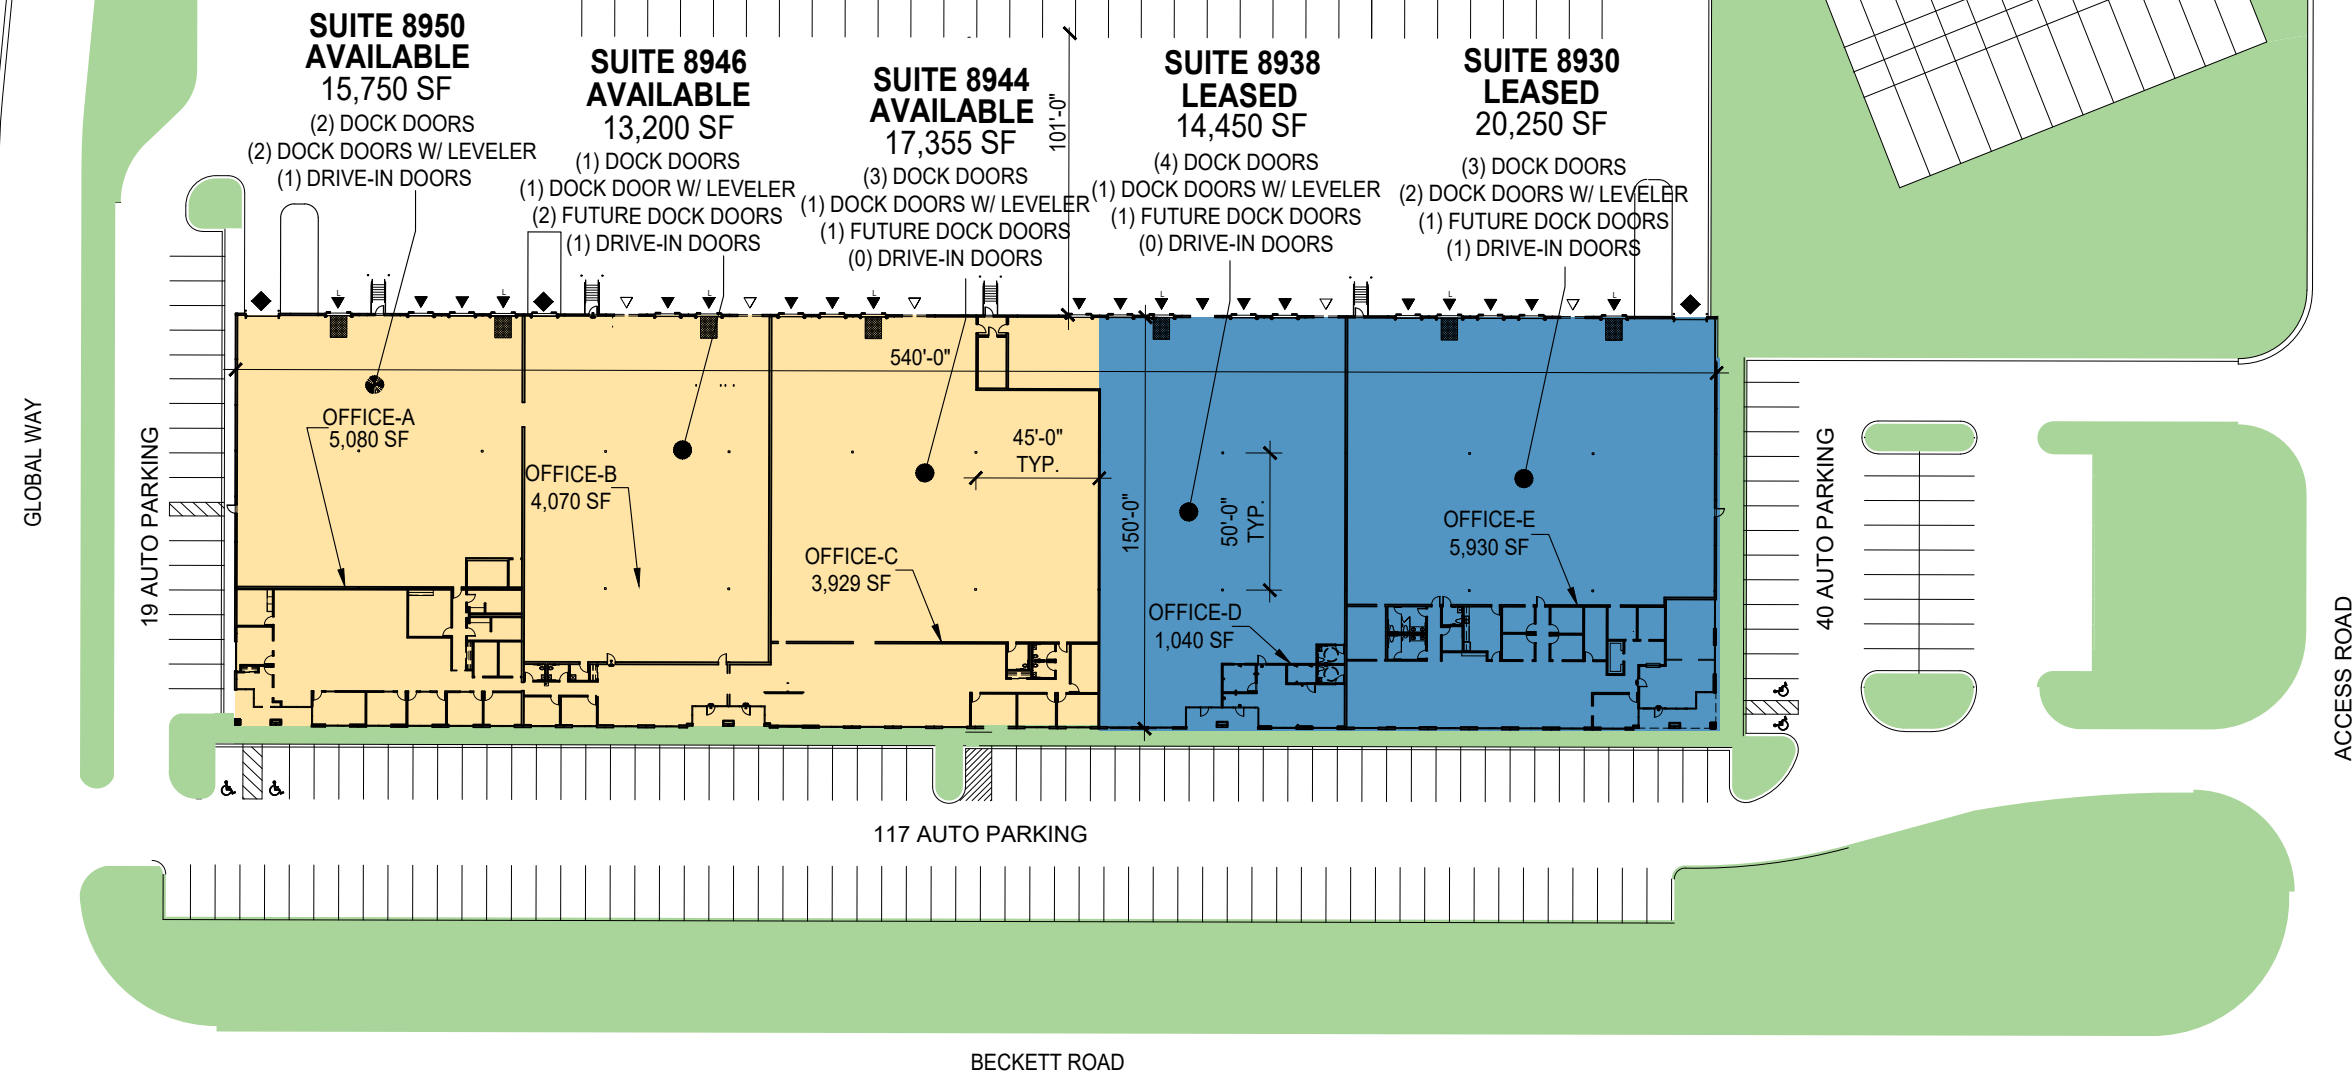 SUITE 8950
AVAILABLE
15,750 SF
(2) DOCK DOORS
(2) DOCK DOORS W/ LEVELER
(1) DRIVE-IN DOORS
SUITE 8946
AVAILABLE
13,200 SF
(1) DOCK DOORS
(1) DOCK DOOR W/ LEVELER
(2) FUTURE DOCK DOORS
(1) DRIVE-IN DOORS
SUITE 8944
AVAILABLE
17,355 SF
(3) DOCK DOORS
(1) DOCK DOORS W/ LEVELER
(1) FUTURE DOCK DOORS
(0) DRIVE-IN DOORS
101'-0"
SUITE 8938
LEASED
14,450 SF
(4) DOCK DOORS
(1) DOCK DOORS W/ LEVELER
(1) FUTURE DOCK DOORS
(0) DRIVE-IN DOORS
SUITE 8930
LEASED
20,250 SF
(3) DOCK DOORS
(2) DOCK DOORS W/ LEVELER
(1) FUTURE DOCK DOORS
(1) DRIVE-IN DOORS
L
L
L
L
L
L
L
540'-0"
GLOBAL WAY
19 AUTO PARKING
OFFICE-A
5,080 SF
OFFICE-B
4,070 SF
OFFICE-C
3,929 SF
45'-0"
TYP.
150'-0"
50'-0"
TYP.
OFFICE-D
1,040 SF
OFFICE-E
5,930 SF
40 AUTO PARKING
ACCESS ROAD
117 AUTO PARKING
BECKETT ROAD